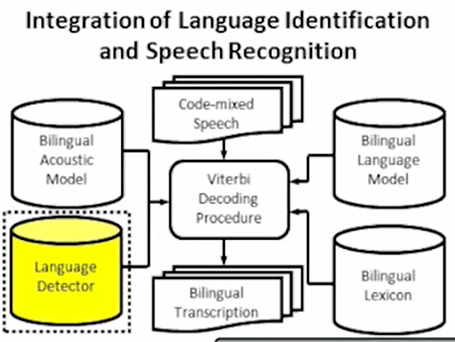 Integration of Language Identification
and Speech Recognition
Code-mixed
Speech
Bilingual
Acoustic
Model
Viterbi
Decoding
Procedure
Bilingual
Language
Model
Language
Detector
Bilingual
Transcription
Bilingual
Lexicon